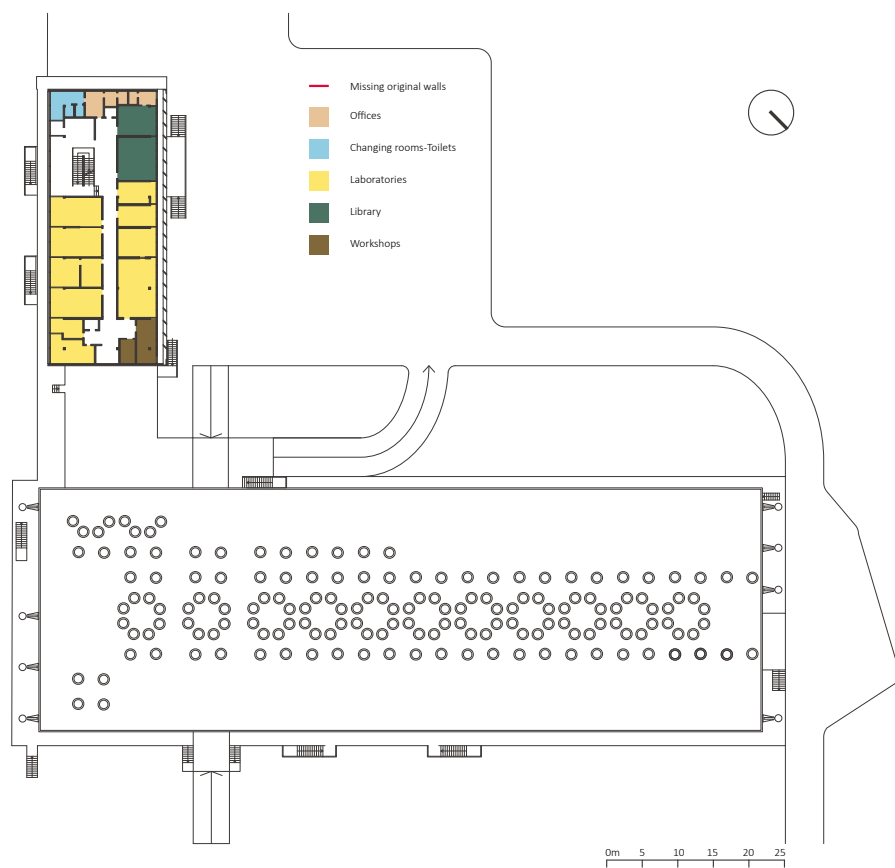 Missing original walls
Offices
Changing rooms-Toilets
Laboratories
Library
Workshops
0m 5 10 15 20 25